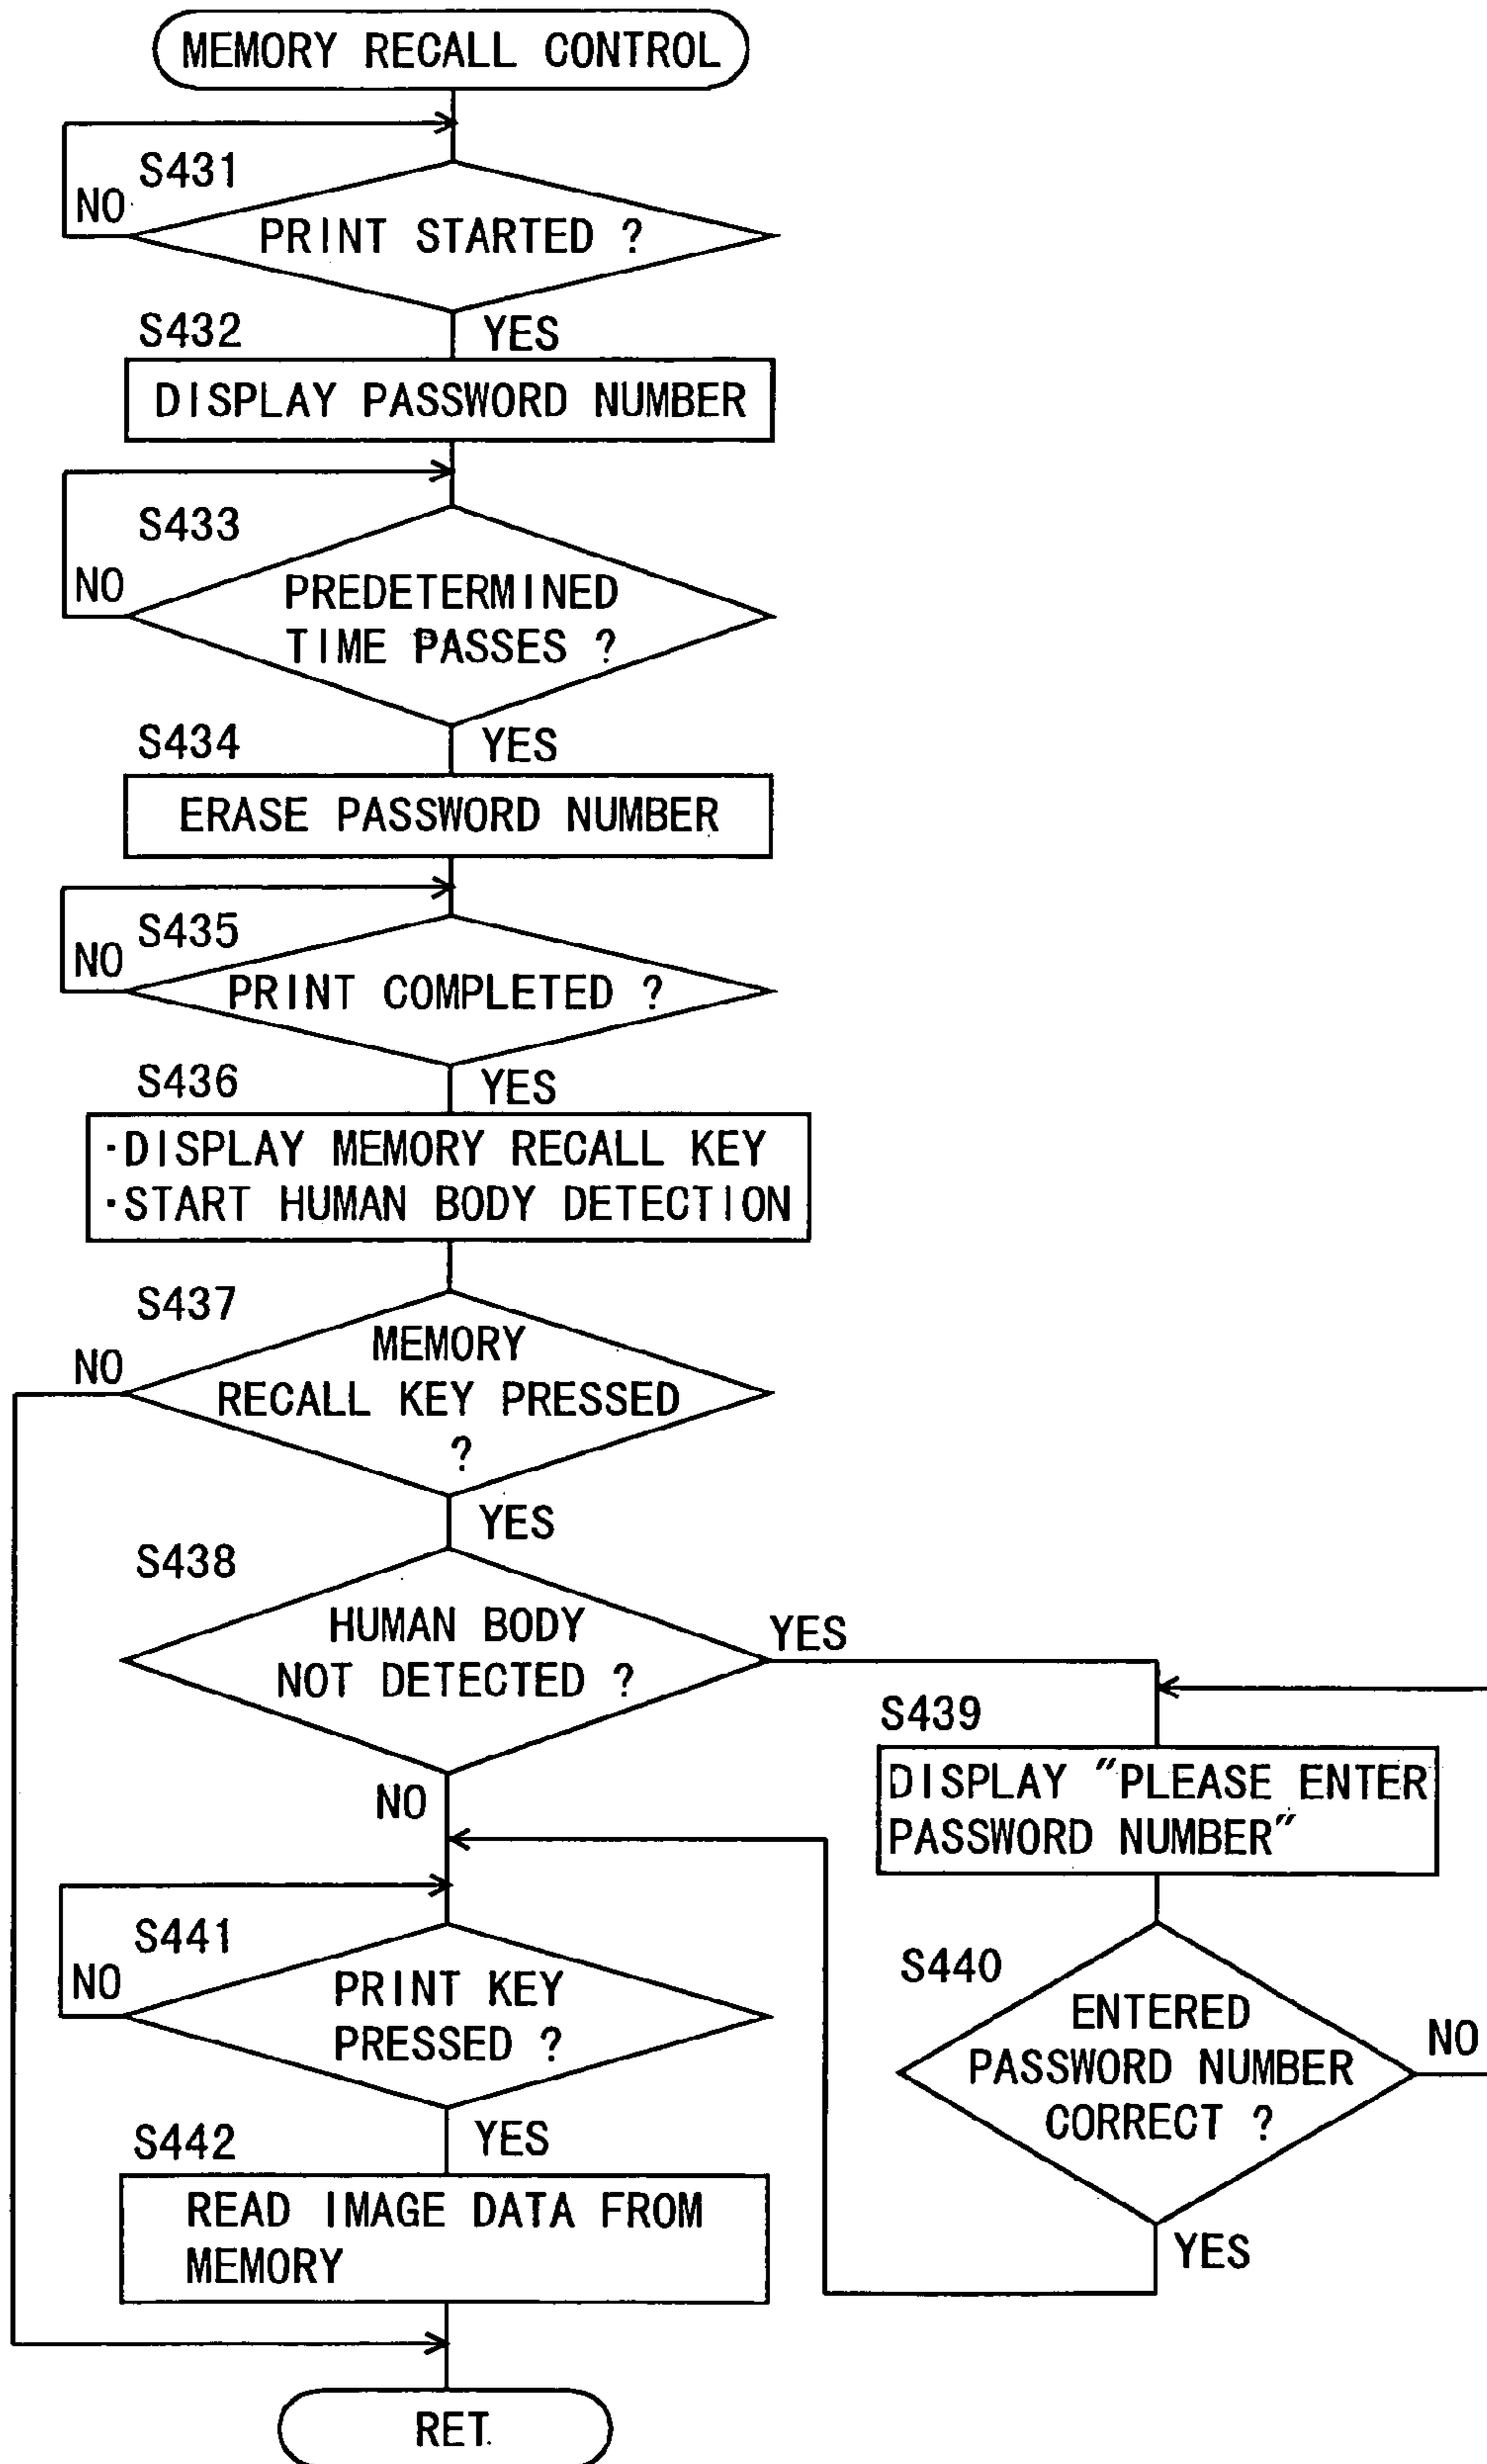 MEMORY RECALL CONTROL
S431
NO
PRINT STARTED ?
S432
YES
DISPLAY PASSWORD NUMBER
S433
NO
PREDETERMINED
TIME PASSES ?
S434
YES
ERASE PASSWORD NUMBER
S435
NO
PRINT COMPLETED ?
S436
YES
·DISPLAY MEMORY RECALL KEY
·START HUMAN BODY DETECTION
S437
NO
MEMORY
RECALL KEY PRESSED
?
YES
S438
HUMAN BODY
NOT DETECTED ?
YES
NO
S439
DISPLAY "PLEASE ENTER
PASSWORD NUMBER"
S440
ENTERED
PASSWORD NUMBER
CORRECT ?
NO
YES
S441
NO
PRINT KEY
PRESSED ?
YES
S442
READ IMAGE DATA FROM
MEMORY
RET.